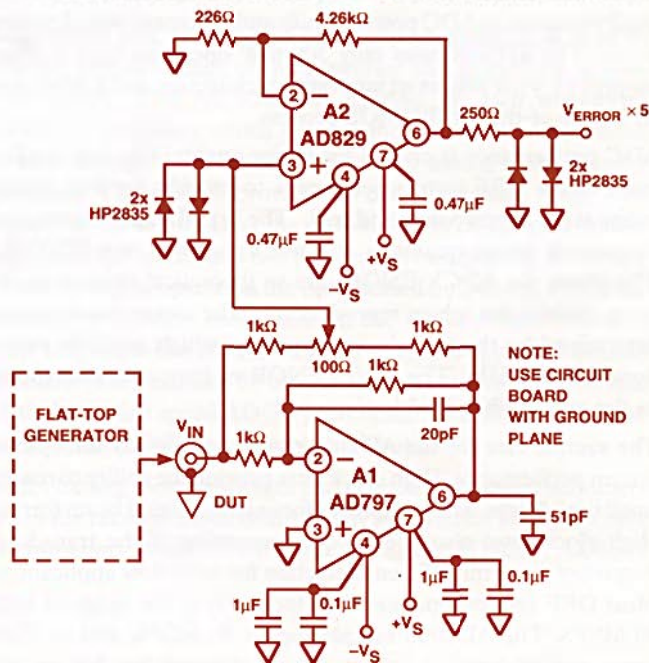 226Ω
4.26kΩ
2
−
A2
AD829
6
250Ω
VERROR × 5
3
+
7
4
2x
HP2835
2x
HP2835
0.47μF
0.47μF
+VS
−VS
1kΩ
100Ω
1kΩ
1kΩ
20pF
NOTE:
USE CIRCUIT
BOARD
WITH GROUND
PLANE
FLAT-TOP
GENERATOR
VIN
1kΩ
DUT
2
−
A1
AD797
6
3
+
7
4
51pF
1μF
0.1μF
1μF
0.1μF
+VS
−VS